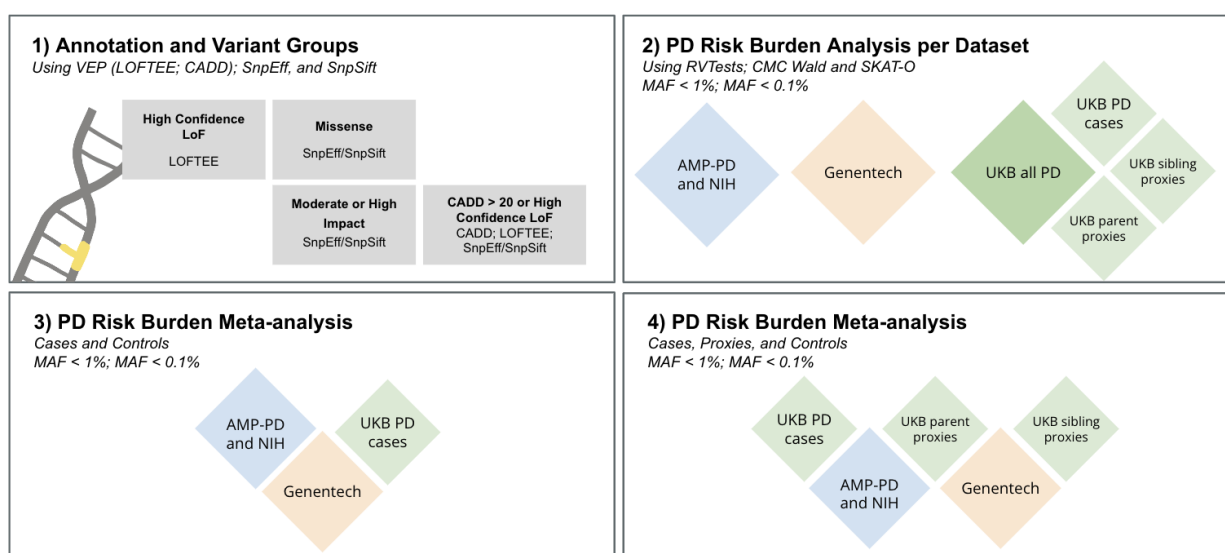 1) Annotation and Variant Groups
Using VEP (LOFTEE; CADD); SnpEff, and SnpSift
High Confidence
LoF
LOFTEE
Missense
SnpEff/SnpSift
Moderate or High
Impact
SnpEff/SnpSift
CADD > 20 or High
Confidence LoF
CADD; LOFTEE;
SnpEff/SnpSift
2) PD Risk Burden Analysis per Dataset
Using RVTests; CMC Wald and SKAT-O
MAF < 1%; MAF < 0.1%
AMP-PD
and NIH
Genentech
UKB all PD
UKB PD
cases
UKB sibling
proxies
UKB parent
proxies
3) PD Risk Burden Meta-analysis
Cases and Controls
MAF < 1%; MAF < 0.1%
AMP-PD
and NIH
UKB PD
cases
Genentech
4) PD Risk Burden Meta-analysis
Cases, Proxies, and Controls
MAF < 1%; MAF < 0.1%
UKB PD
cases
UKB parent
proxies
UKB sibling
proxies
AMP-PD
and NIH
Genentech